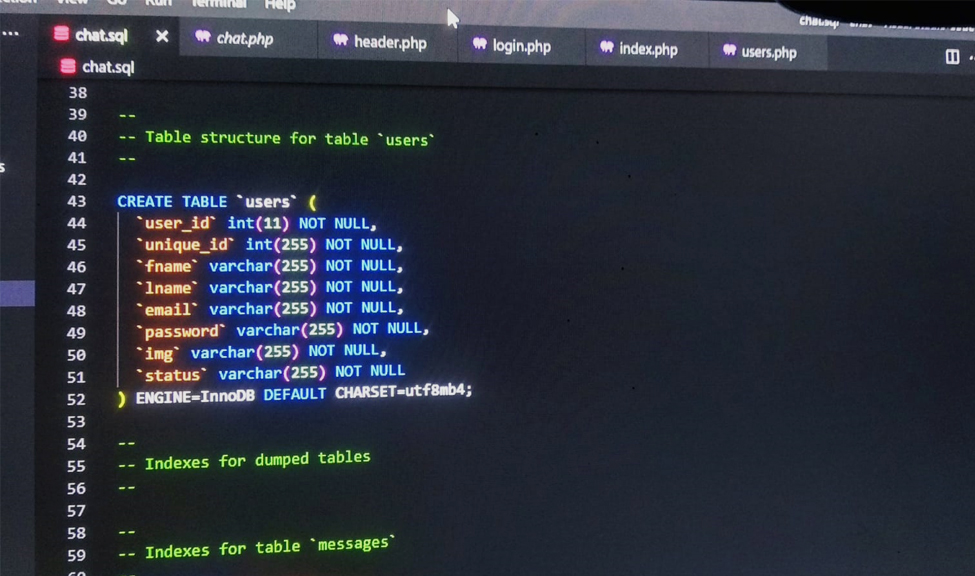 View Go Run Terminal Help
chat.sql
chat.php
header.php
login.php
index.php
users.php
chat.sql
38
39 --
40 -- Table structure for table `users`
41 --
42
43 CREATE TABLE `users` (
44 `user_id` int(11) NOT NULL,
45 `unique_id` int(255) NOT NULL,
46 `fname` varchar(255) NOT NULL,
47 `lname` varchar(255) NOT NULL,
48 `email` varchar(255) NOT NULL,
49 `password` varchar(255) NOT NULL,
50 `img` varchar(255) NOT NULL,
51 `status` varchar(255) NOT NULL
52 ) ENGINE=InnoDB DEFAULT CHARSET=utf8mb4;
53
54 --
55 -- Indexes for dumped tables
56 --
57
58 --
59 -- Indexes for table `messages`